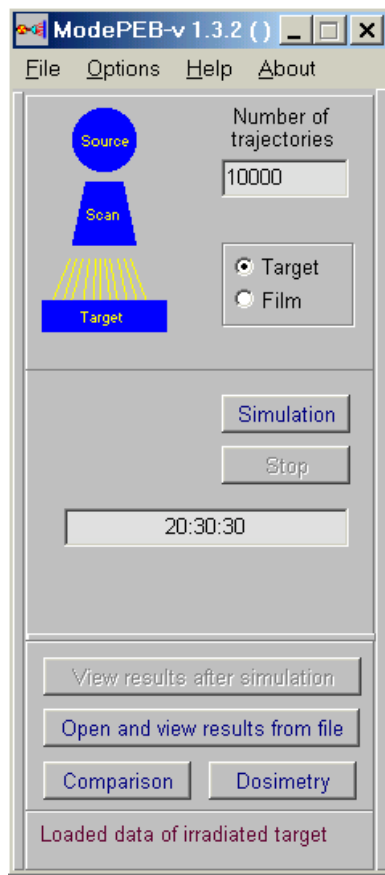 ModePEB-v 1.3.2 ( )
File Options Help About
Source
Number of
trajectories
10000
Scan
Target
Film
Target
Simulation
Stop
20:30:30
View results after simulation
Open and view results from file
Comparison Dosimetry
Loaded data of irradiated target